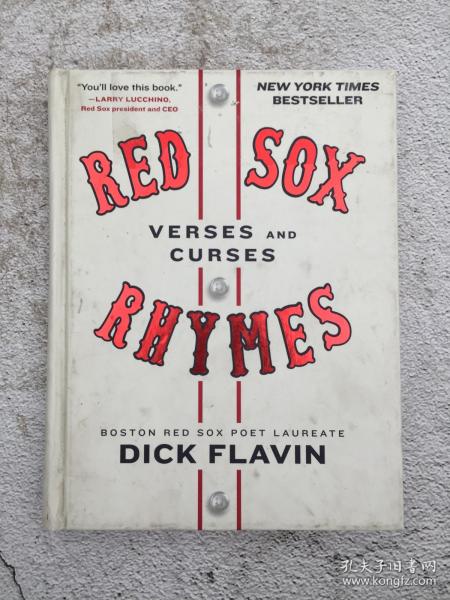 "You'll love this book."
—LARRY LUCCHINO,
Red Sox president and CEO
NEW YORK TIMES
BESTSELLER
RED SOX
VERSES AND
CURSES
RHYMES
BOSTON RED SOX POET LAUREATE
DICK FLAVIN
孔夫子旧书网
www.kongfz.com